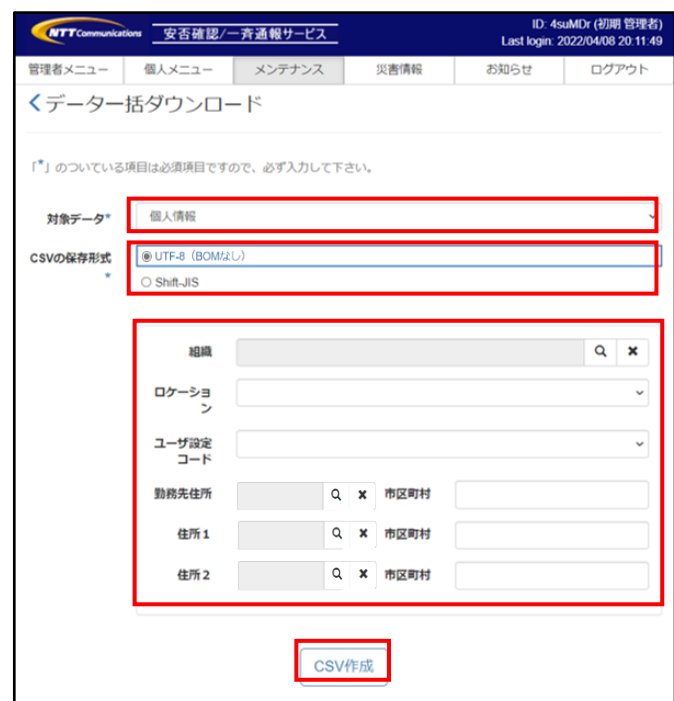 NTT Communications 安否確認/一斉通報サービス
ID: 4suMDr (初期 管理者)
Last login: 2022/04/08 20:11:49
管理者メニュー 個人メニュー メンテナンス 災害情報 お知らせ ログアウト
データ一括ダウンロード
「*」のついている項目は必須項目ですので、必ず入力して下さい。
対象データ* 個人情報
CSVの保存形式
*
UTF-8（BOMなし）
Shift-JIS
組織
ロケーショ
ン
ユーザ設定
コード
勤務先住所 市区町村
住所1 市区町村
住所2 市区町村
CSV作成